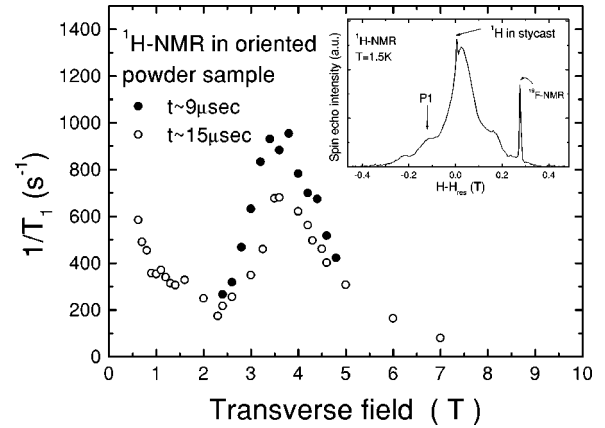 ¹H-NMR in oriented
powder sample
t~9μsec
t~15μsec
1400
1200
1000
800
600
400
200
0
1/T₁ (s⁻¹)
0 1 2 3 4 5 6 7 8 9 10
Transverse field ( T )
¹H-NMR
T=1.5K
¹H in stycast
P1
¹⁹F-NMR
Spin echo intensity (a.u.)
-0.4 -0.2 0.0 0.2 0.4
H-H_res (T)